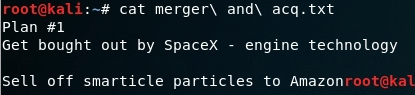 root@kali:~# cat merger\ and\ acq.txt
Plan #1
Get bought out by SpaceX - engine technology
Sell off smarticle particles to Amazonroot@kal